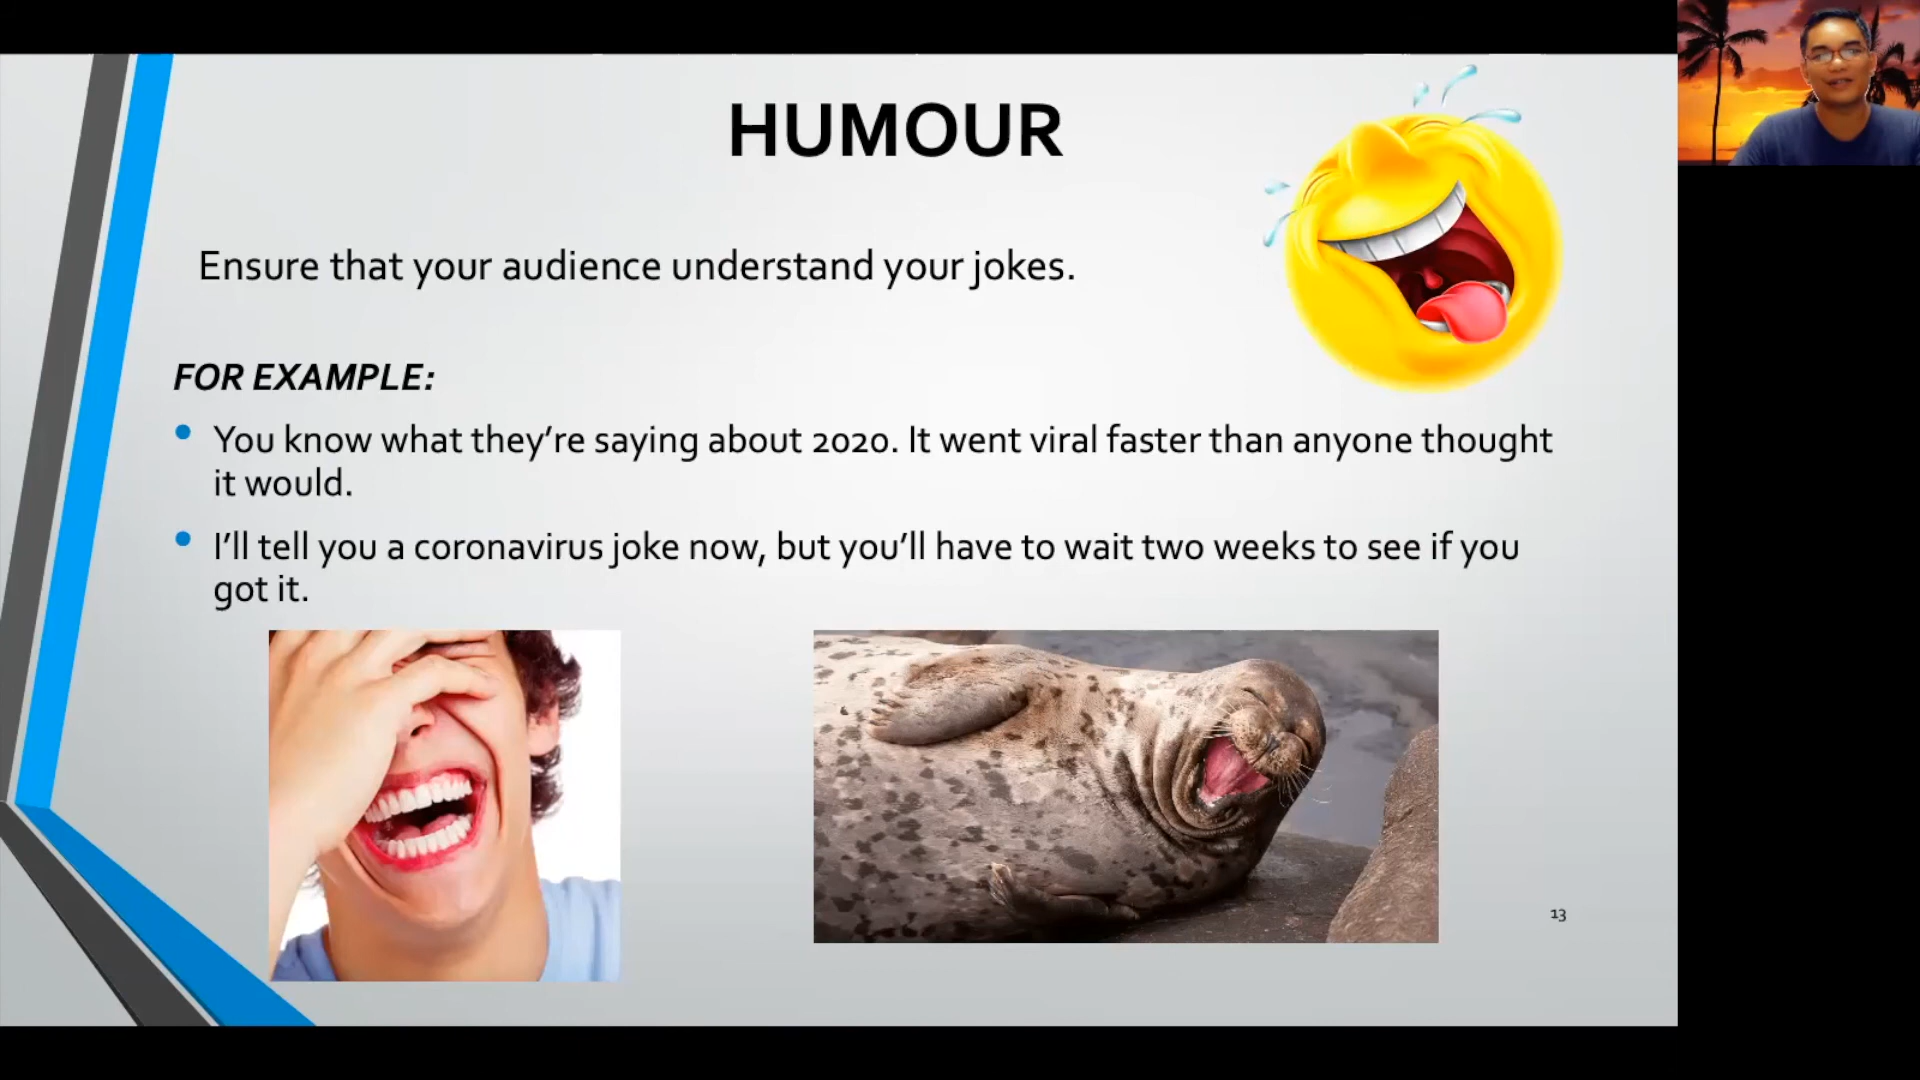 HUMOUR
Ensure that your audience understand your jokes.
FOR EXAMPLE:
• You know what they’re saying about 2020. It went viral faster than anyone thought
it would.
• I’ll tell you a coronavirus joke now, but you’ll have to wait two weeks to see if you
got it.
13